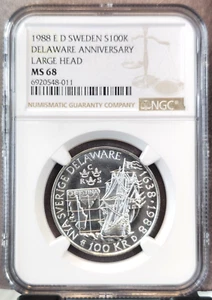 1988 E D SWEDEN S100K
DELAWARE ANNIVERSARY
LARGE HEAD
MS 68
6920548-011
NGC
NUMISMATIC GUARANTY COMPANY
NYA SVERIGE DELAWARE 1638-1988
C
R S
100 KR